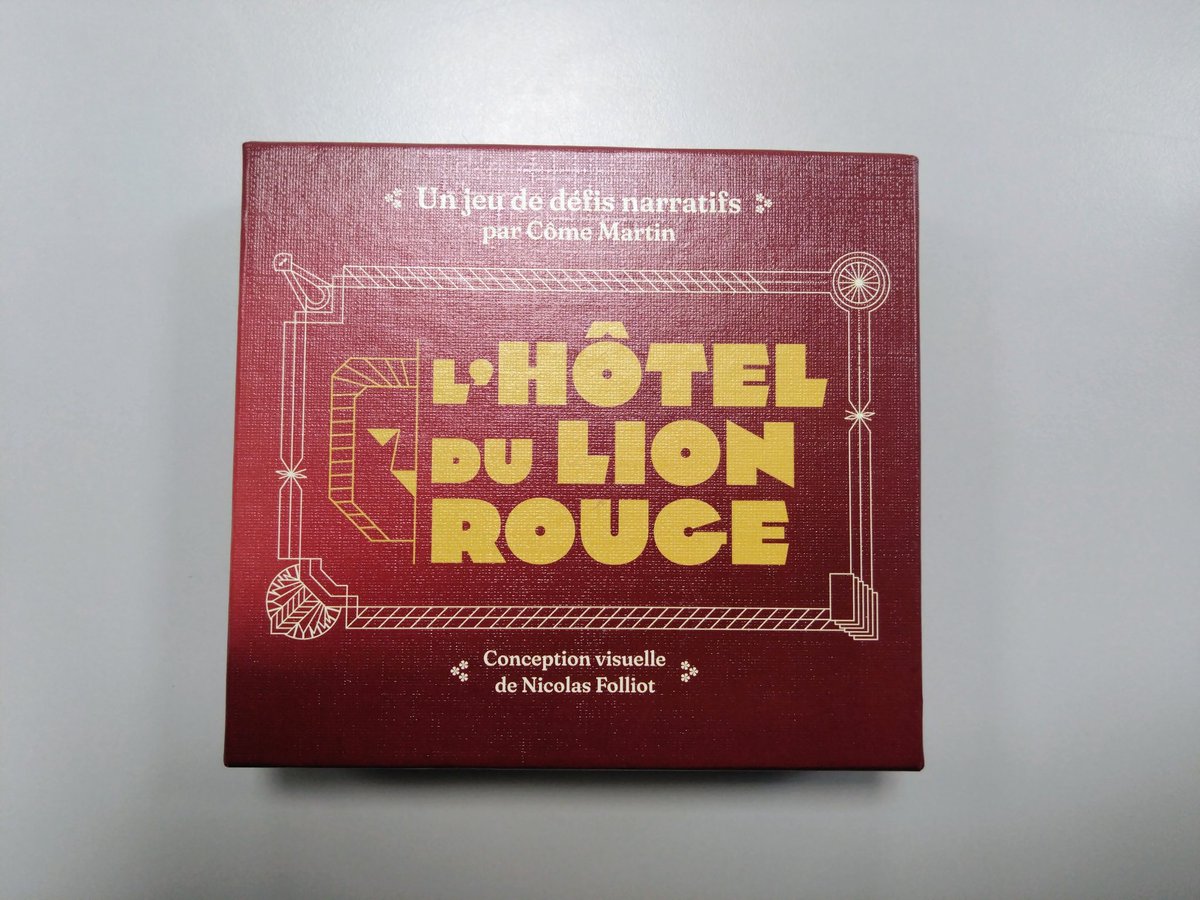 Un jeu de défis narratifs
par Côme Martin
L'HÔTEL
DU LION
ROUGE
Conception visuelle
de Nicolas Folliot